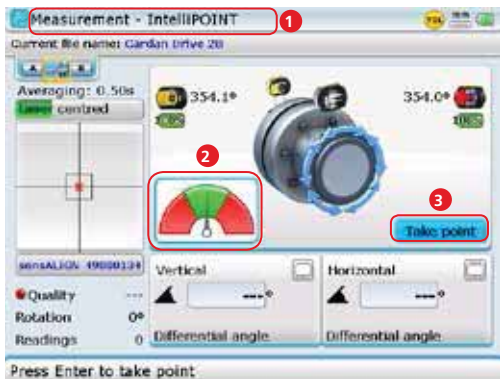 Measurement - IntelliPOINT
1
Current file name: Cardan Drive 20
A B
Averaging: 0.50s
Laser centred
354.1°
354.0°
2
3
Take point
sensALIGN 49000134
Vertical
Horizontal
Quality ---
---°
---°
Rotation 0°
Readings 0
Differential angle
Differential angle
Press Enter to take point